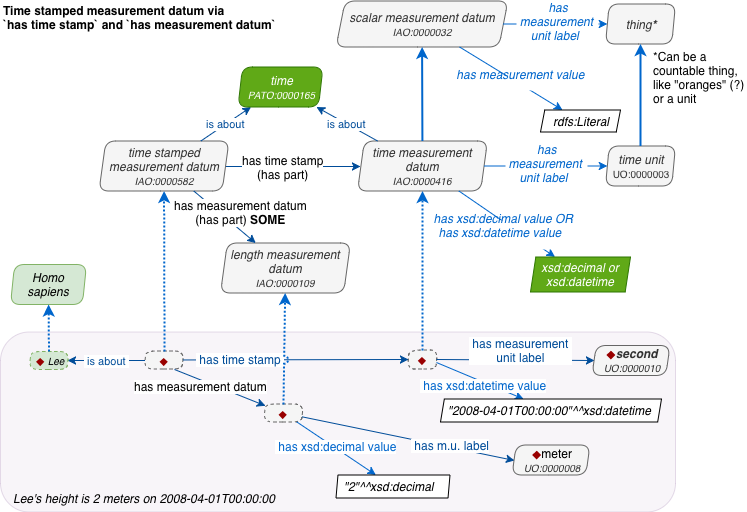 Time stamped measurement datum via
`has time stamp` and `has measurement datum`
scalar measurement datum
IAO:0000032
has
measurement
unit label
thing*
*Can be a
countable thing,
like "oranges" (?)
or a unit
time
PATO:0000165
has measurement value
rdfs:Literal
is about
is about
time stamped
measurement datum
IAO:0000582
has time stamp
(has part)
time measurement
datum
IAO:0000416
has
measurement
unit label
time unit
UO:0000003
has measurement datum
(has part) SOME
has xsd:decimal value OR
has xsd:datetime value
length measurement
datum
IAO:0000109
xsd:decimal or
xsd:datetime
Homo
sapiens
Lee
is about
has time stamp
has measurement
unit label
second
UO:0000010
has measurement datum
has xsd:datetime value
"2008-04-01T00:00:00"^^xsd:datetime
has xsd:decimal value
has m.u. label
meter
UO:0000008
"2"^^xsd:decimal
Lee's height is 2 meters on 2008-04-01T00:00:00